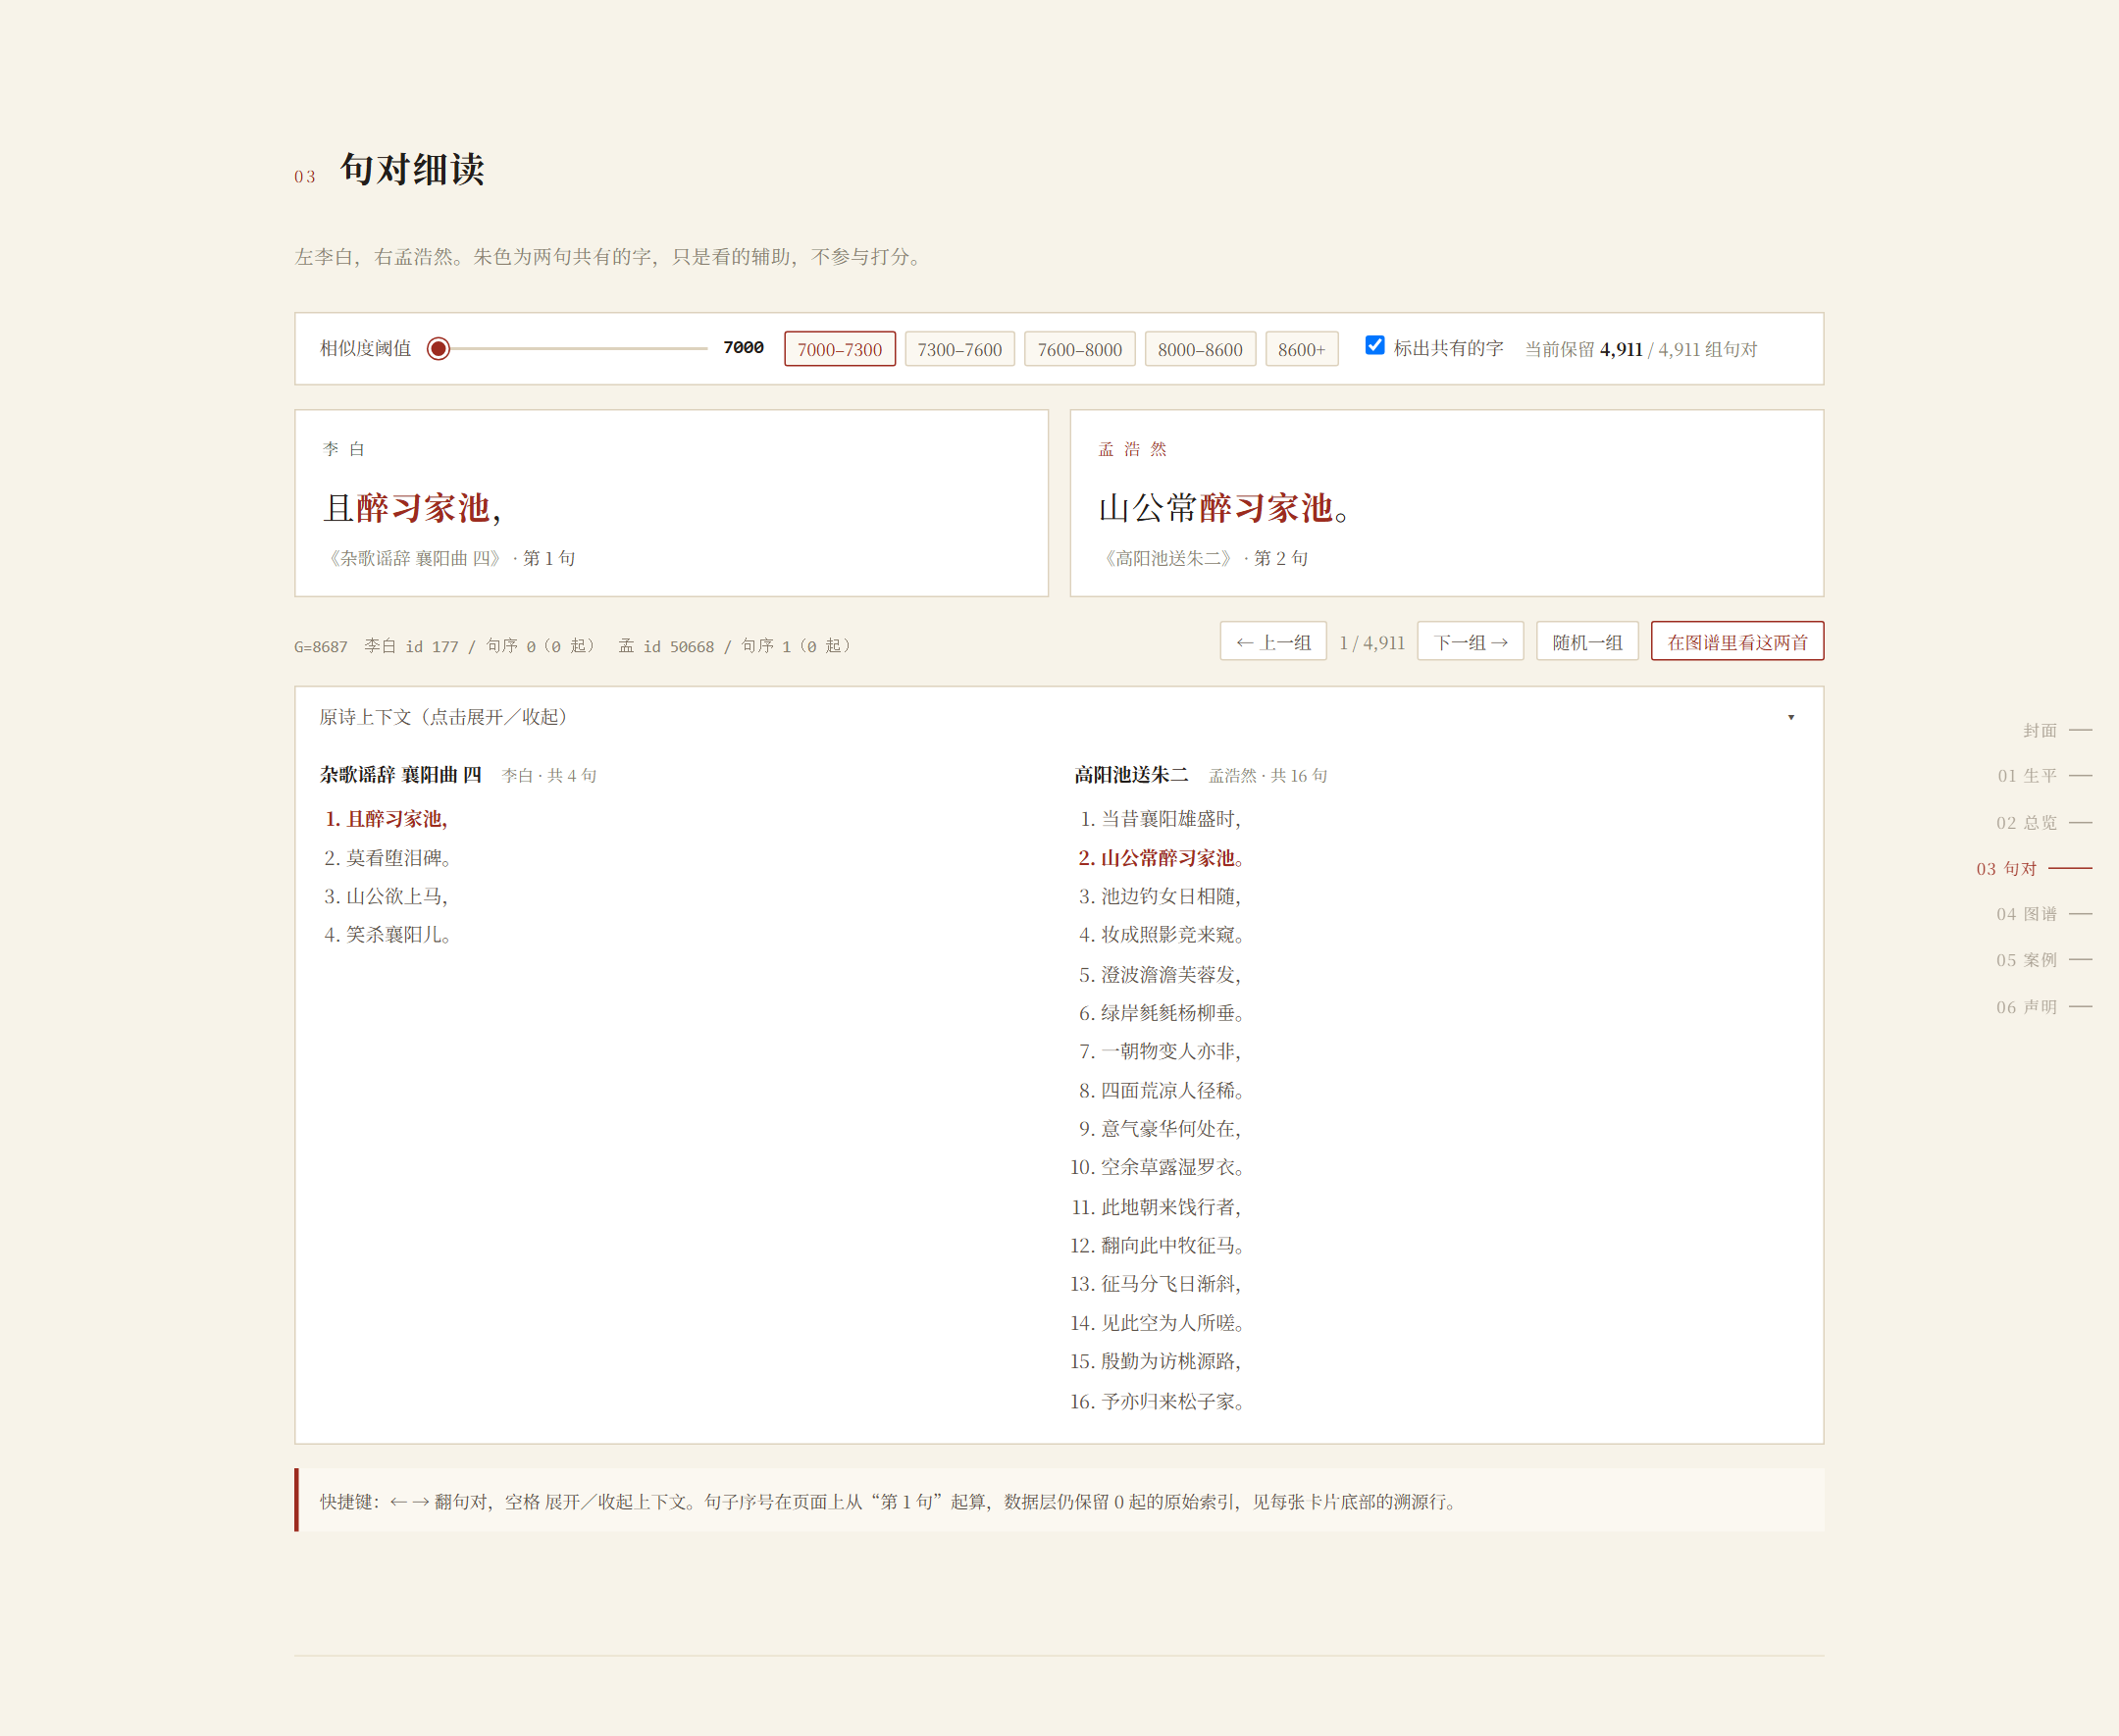 03 句对细读
左李白，右孟浩然。朱色为两句共有的字，只是看的辅助，不参与打分。
相似度阈值 7000 7000–7300 7300–7600 7600–8000 8000–8600 8600+ 标出共有的字 当前保留 4,911 / 4,911 组句对
李白
且醉习家池，
《杂歌谣辞 襄阳曲 四》 · 第 1 句
孟浩然
山公常醉习家池。
《高阳池送朱二》 · 第 2 句
G=8687 李白 id 177 / 句序 0（0 起） 孟 id 50668 / 句序 1（0 起）
← 上一组 1 / 4,911 下一组 → 随机一组 在图谱里看这两首
原诗上下文（点击展开／收起） ▾
杂歌谣辞 襄阳曲 四 李白 · 共 4 句
1. 且醉习家池，
2. 莫看堕泪碑。
3. 山公欲上马，
4. 笑杀襄阳儿。
高阳池送朱二 孟浩然 · 共 16 句
1. 当昔襄阳雄盛时，
2. 山公常醉习家池。
3. 池边钓女日相随，
4. 妆成照影竞来窥。
5. 澄波澹澹芙蓉发，
6. 绿岸毵毵杨柳垂。
7. 一朝物变人亦非，
8. 四面荒凉人径稀。
9. 意气豪华何处在，
10. 空余草露湿罗衣。
11. 此地朝来饯行者，
12. 翻向此中牧征马。
13. 征马分飞日渐斜，
14. 见此空为人所嗟。
15. 殷勤为访桃源路，
16. 予亦归来松子家。
快捷键：← → 翻句对，空格 展开／收起上下文。句子序号在页面上从“第 1 句”起算，数据层仍保留 0 起的原始索引，见每张卡片底部的溯源行。
封面
01 生平
02 总览
03 句对
04 图谱
05 案例
06 声明